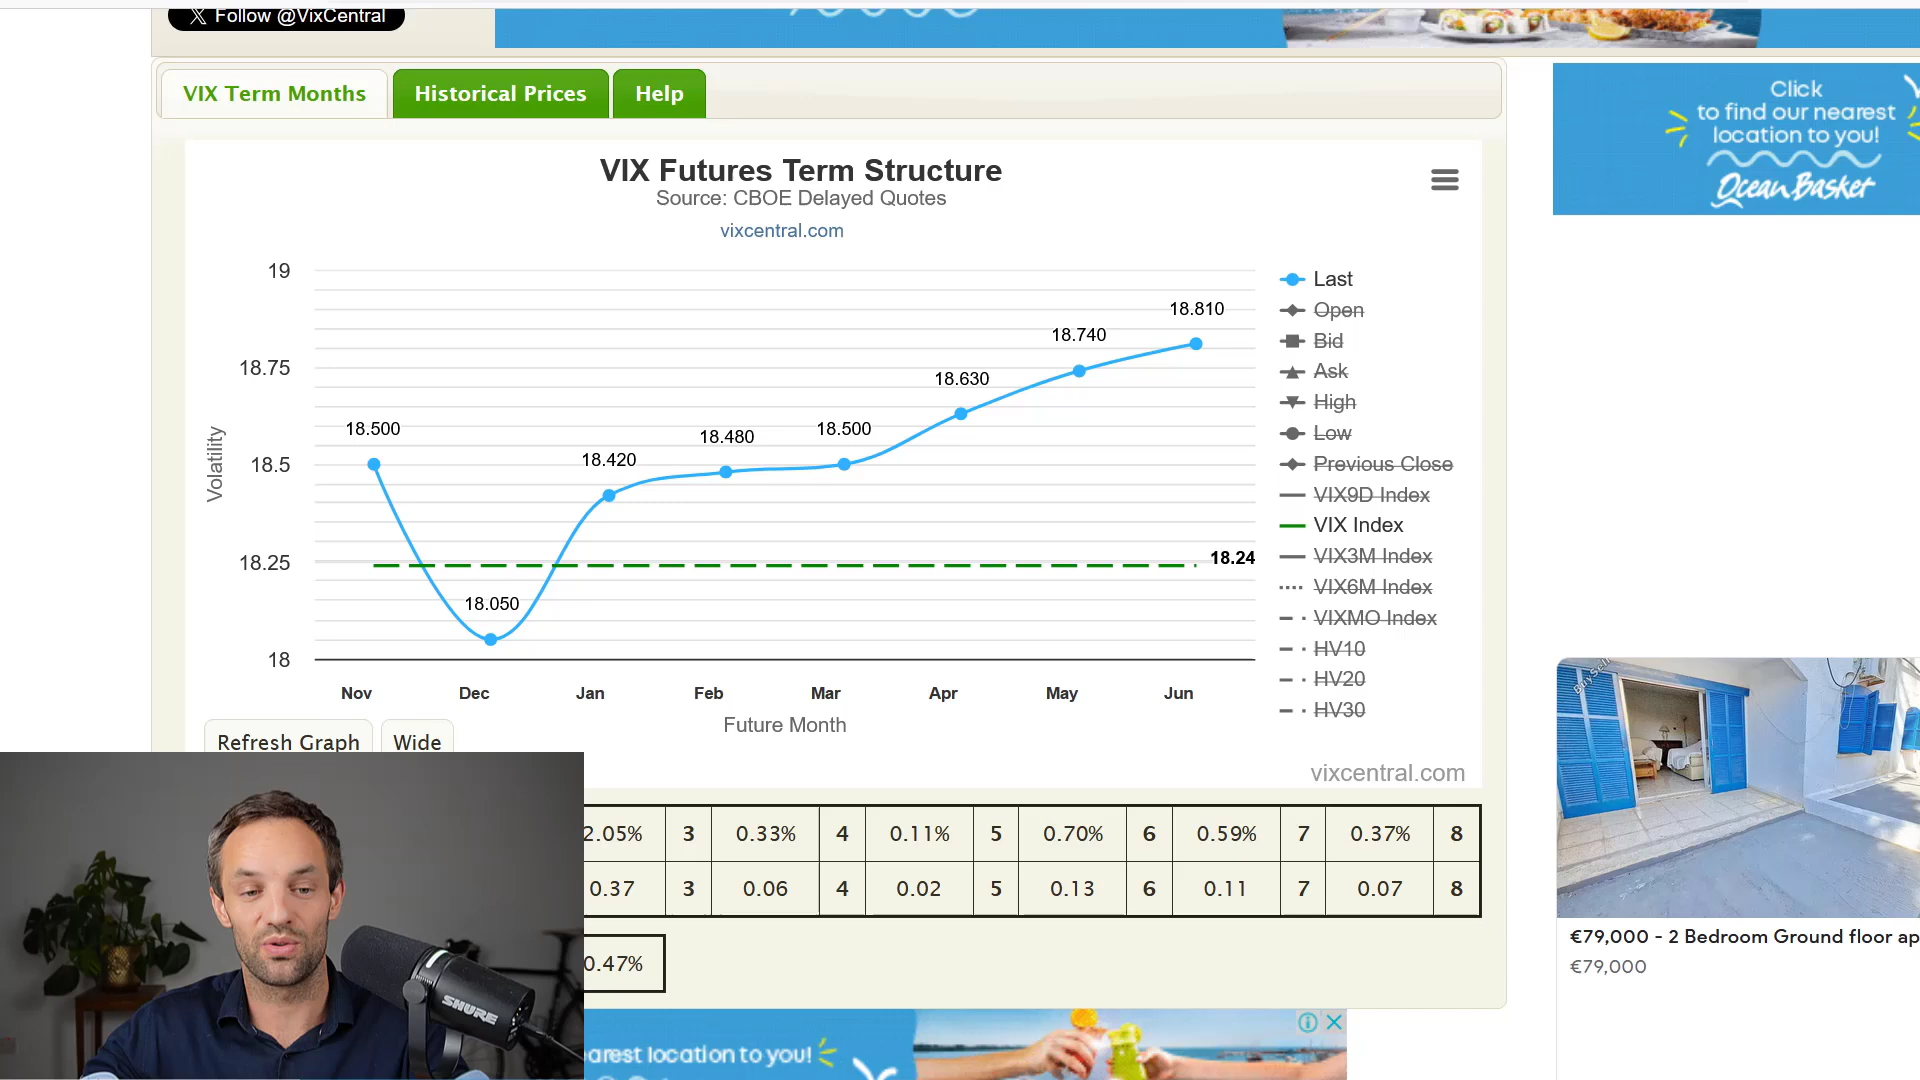 Follow @VixCentral
Click
to find our nearest
location to you!
Ocean Basket
VIX Term Months
Historical Prices
Help
VIX Futures Term Structure
Source: CBOE Delayed Quotes
vixcentral.com
19
18.75
18.5
18.25
18
Volatility
18.500
18.050
18.420
18.480
18.500
18.630
18.740
18.810
18.24
Nov Dec Jan Feb Mar Apr May Jun
Future Month
Last
Open
Bid
Ask
High
Low
Previous Close
VIX9D Index
VIX Index
VIX3M Index
VIX6M Index
VIXMO Index
HV10
HV20
HV30
Refresh Graph
Wide
vixcentral.com
2.05% 3 0.33% 4 0.11% 5 0.70% 6 0.59% 7 0.37% 8
0.37 3 0.06 4 0.02 5 0.13 6 0.11 7 0.07 8
0.47%
SHURE
location to you!
BuySell
€79,000 - 2 Bedroom Ground floor ap
€79,000